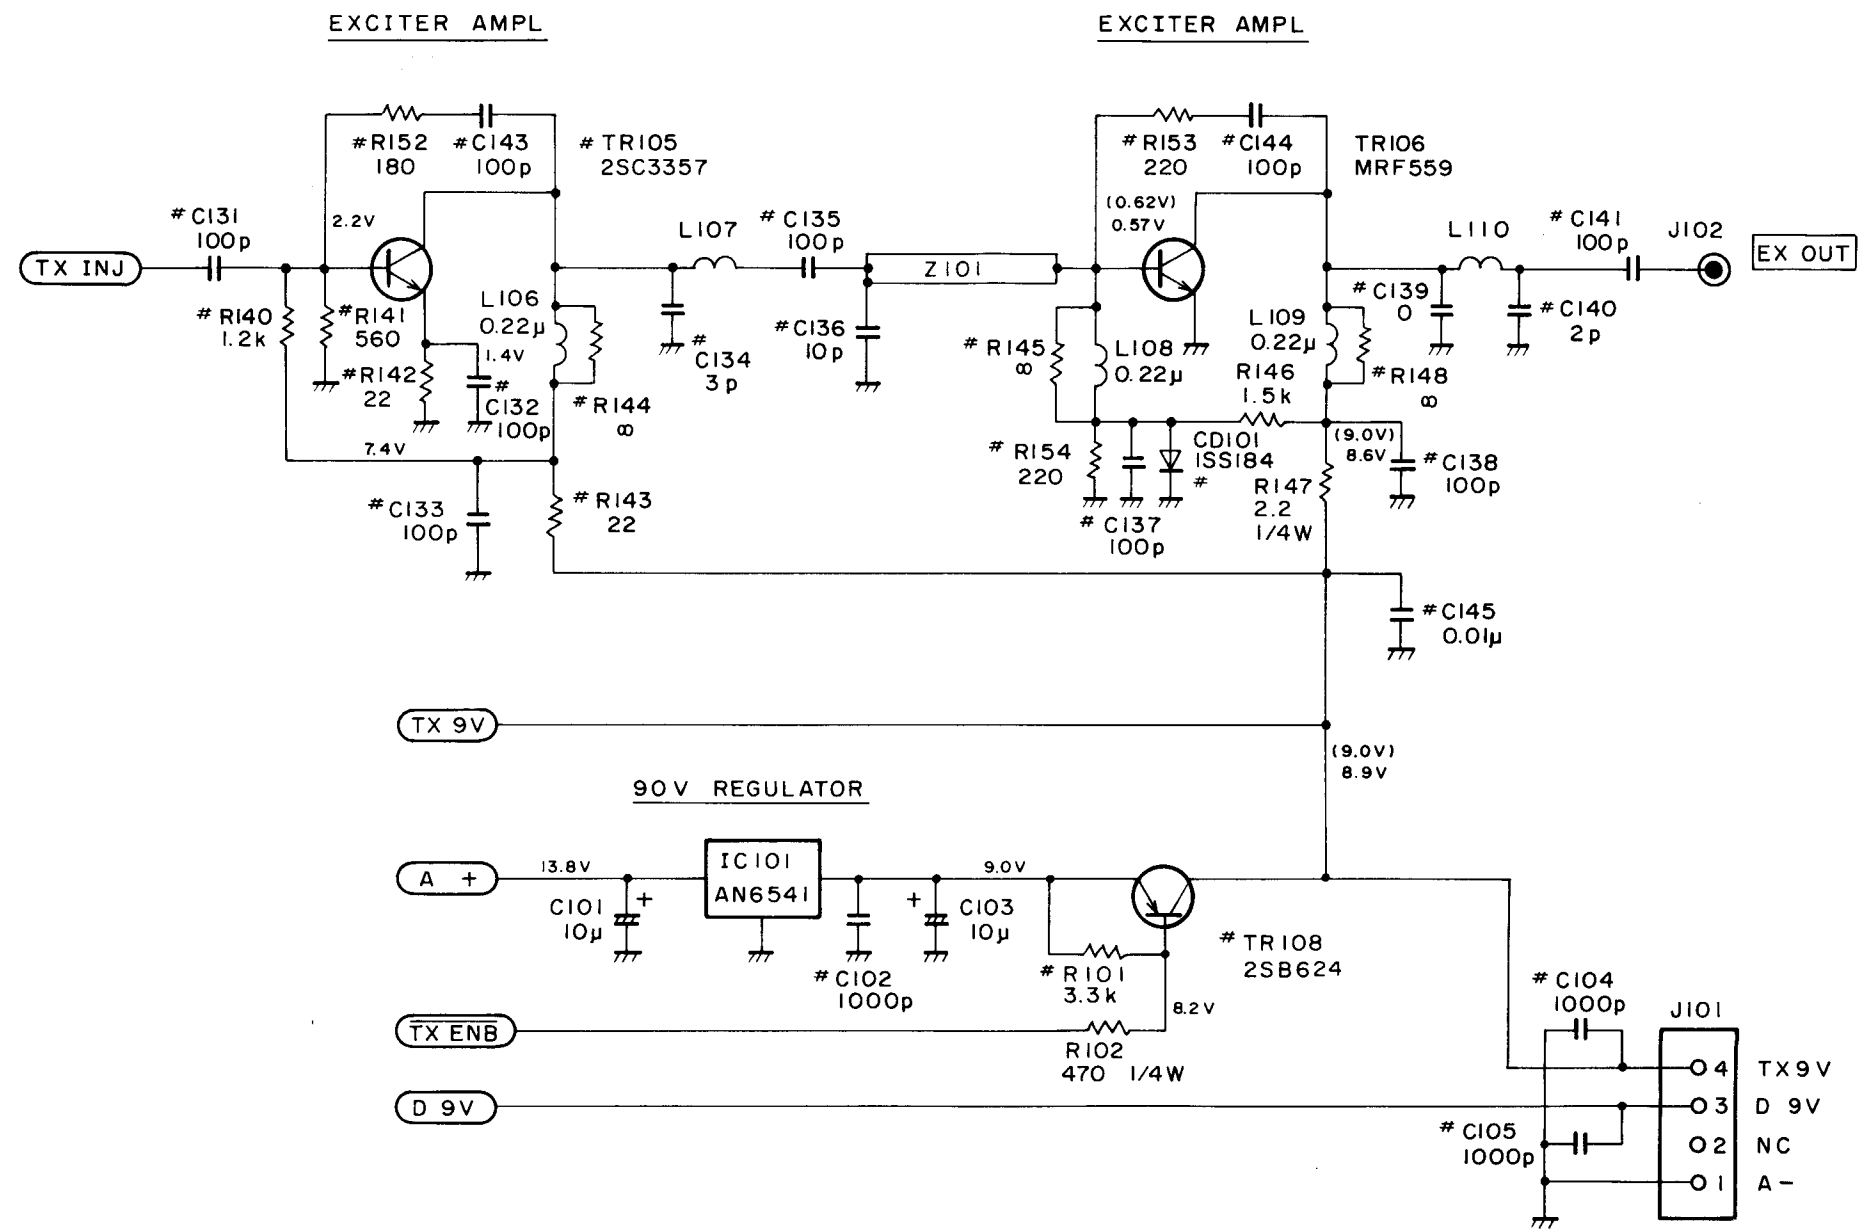 EXCITER AMPL
EXCITER AMPL
#R152
180
#C143
100p
# TR105
2SC3357
#R153
220
#C144
100p
TR106
MRF559
#C131
100p
2.2V
L107
#C135
100p
(0.62V)
0.57V
L110
#C141
100p
J102
TX INJ
Z101
EX OUT
#R140
1.2k
#R141
560
L106
0.22µ
1.4V
#R142
22
#
C132
100p
#R144
∞
#
C134
3p
#C136
10p
#R145
∞
L108
0.22µ
L109
0.22µ
R146
1.5k
#C139
0
#C140
2p
#R148
∞
7.4V
#C133
100p
#R143
22
#R154
220
CD101
1SS184
#
#C137
100p
(9.0V)
8.6V
R147
2.2
1/4W
#C138
100p
#C145
0.01µ
TX 9V
(9.0V)
8.9V
90V REGULATOR
A +
13.8V
IC101
AN6541
9.0V
C101
10µ
+
+
C103
10µ
#C102
1000p
#R101
3.3k
# TR108
2SB624
8.2V
TX ENB
R102
470 1/4W
D 9V
#C104
1000p
J101
4 TX9V
3 D 9V
2 NC
1 A-
#C105
1000p